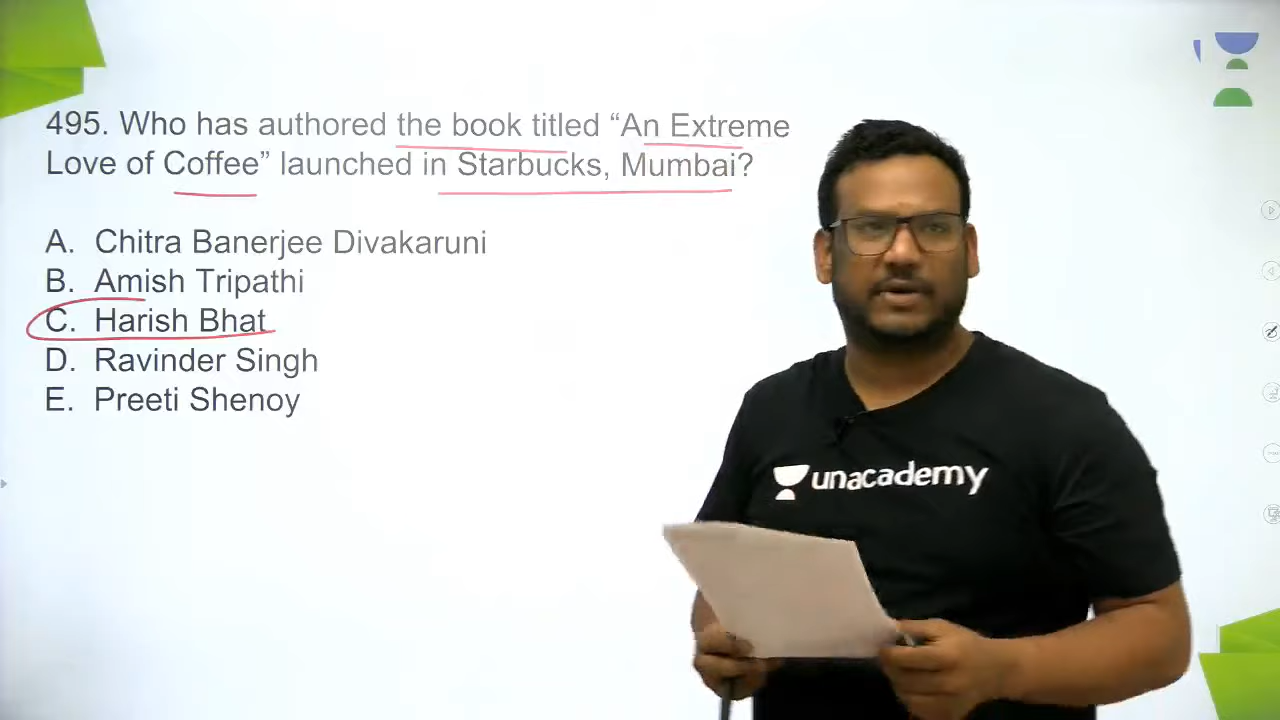 495. Who has authored the book titled “An Extreme
Love of Coffee” launched in Starbucks, Mumbai?
A. Chitra Banerjee Divakaruni
B. Amish Tripathi
C. Harish Bhat
D. Ravinder Singh
E. Preeti Shenoy
unacademy